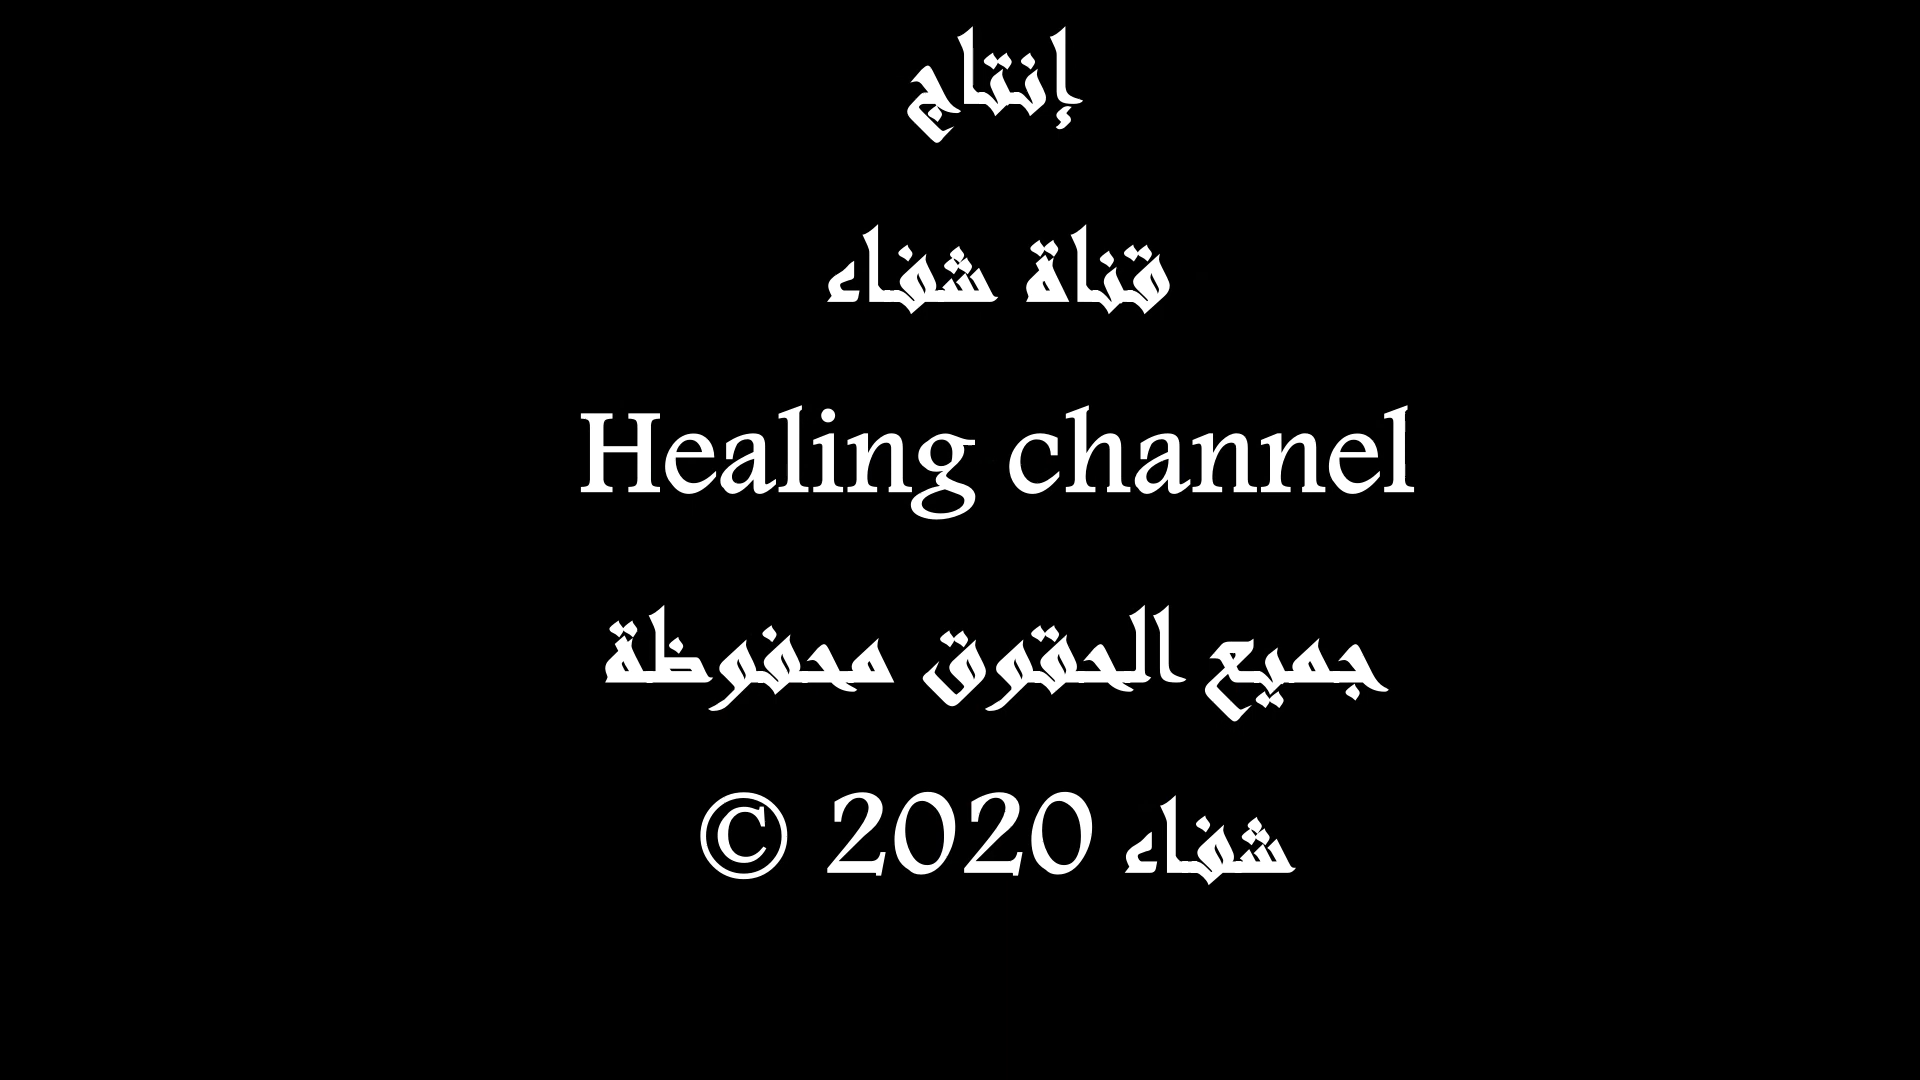 إنتاج
قناة شفاء
Healing channel
جميع الحقوق محفوظة
شفاء 2020 ©